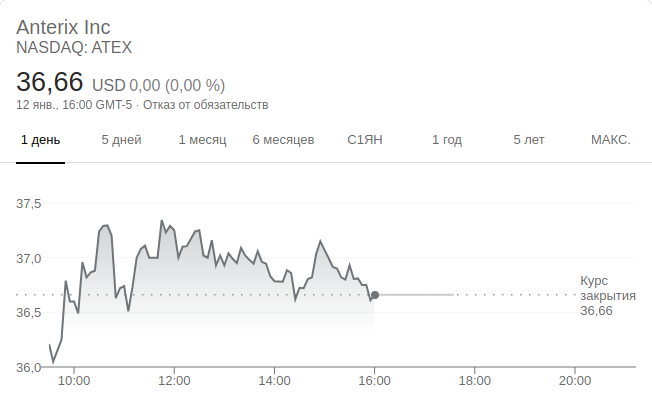 Anterix Inc
NASDAQ: ATEX
36,66 USD 0,00 (0,00 %)
12 янв., 16:00 GMT-5 · Отказ от обязательств
1 день 5 дней 1 месяц 6 месяцев С1ЯН 1 год 5 лет МАКС.
37,5
37,0
36,5
36,0
Курс
закрытия
36,66
10:00 12:00 14:00 16:00 18:00 20:00